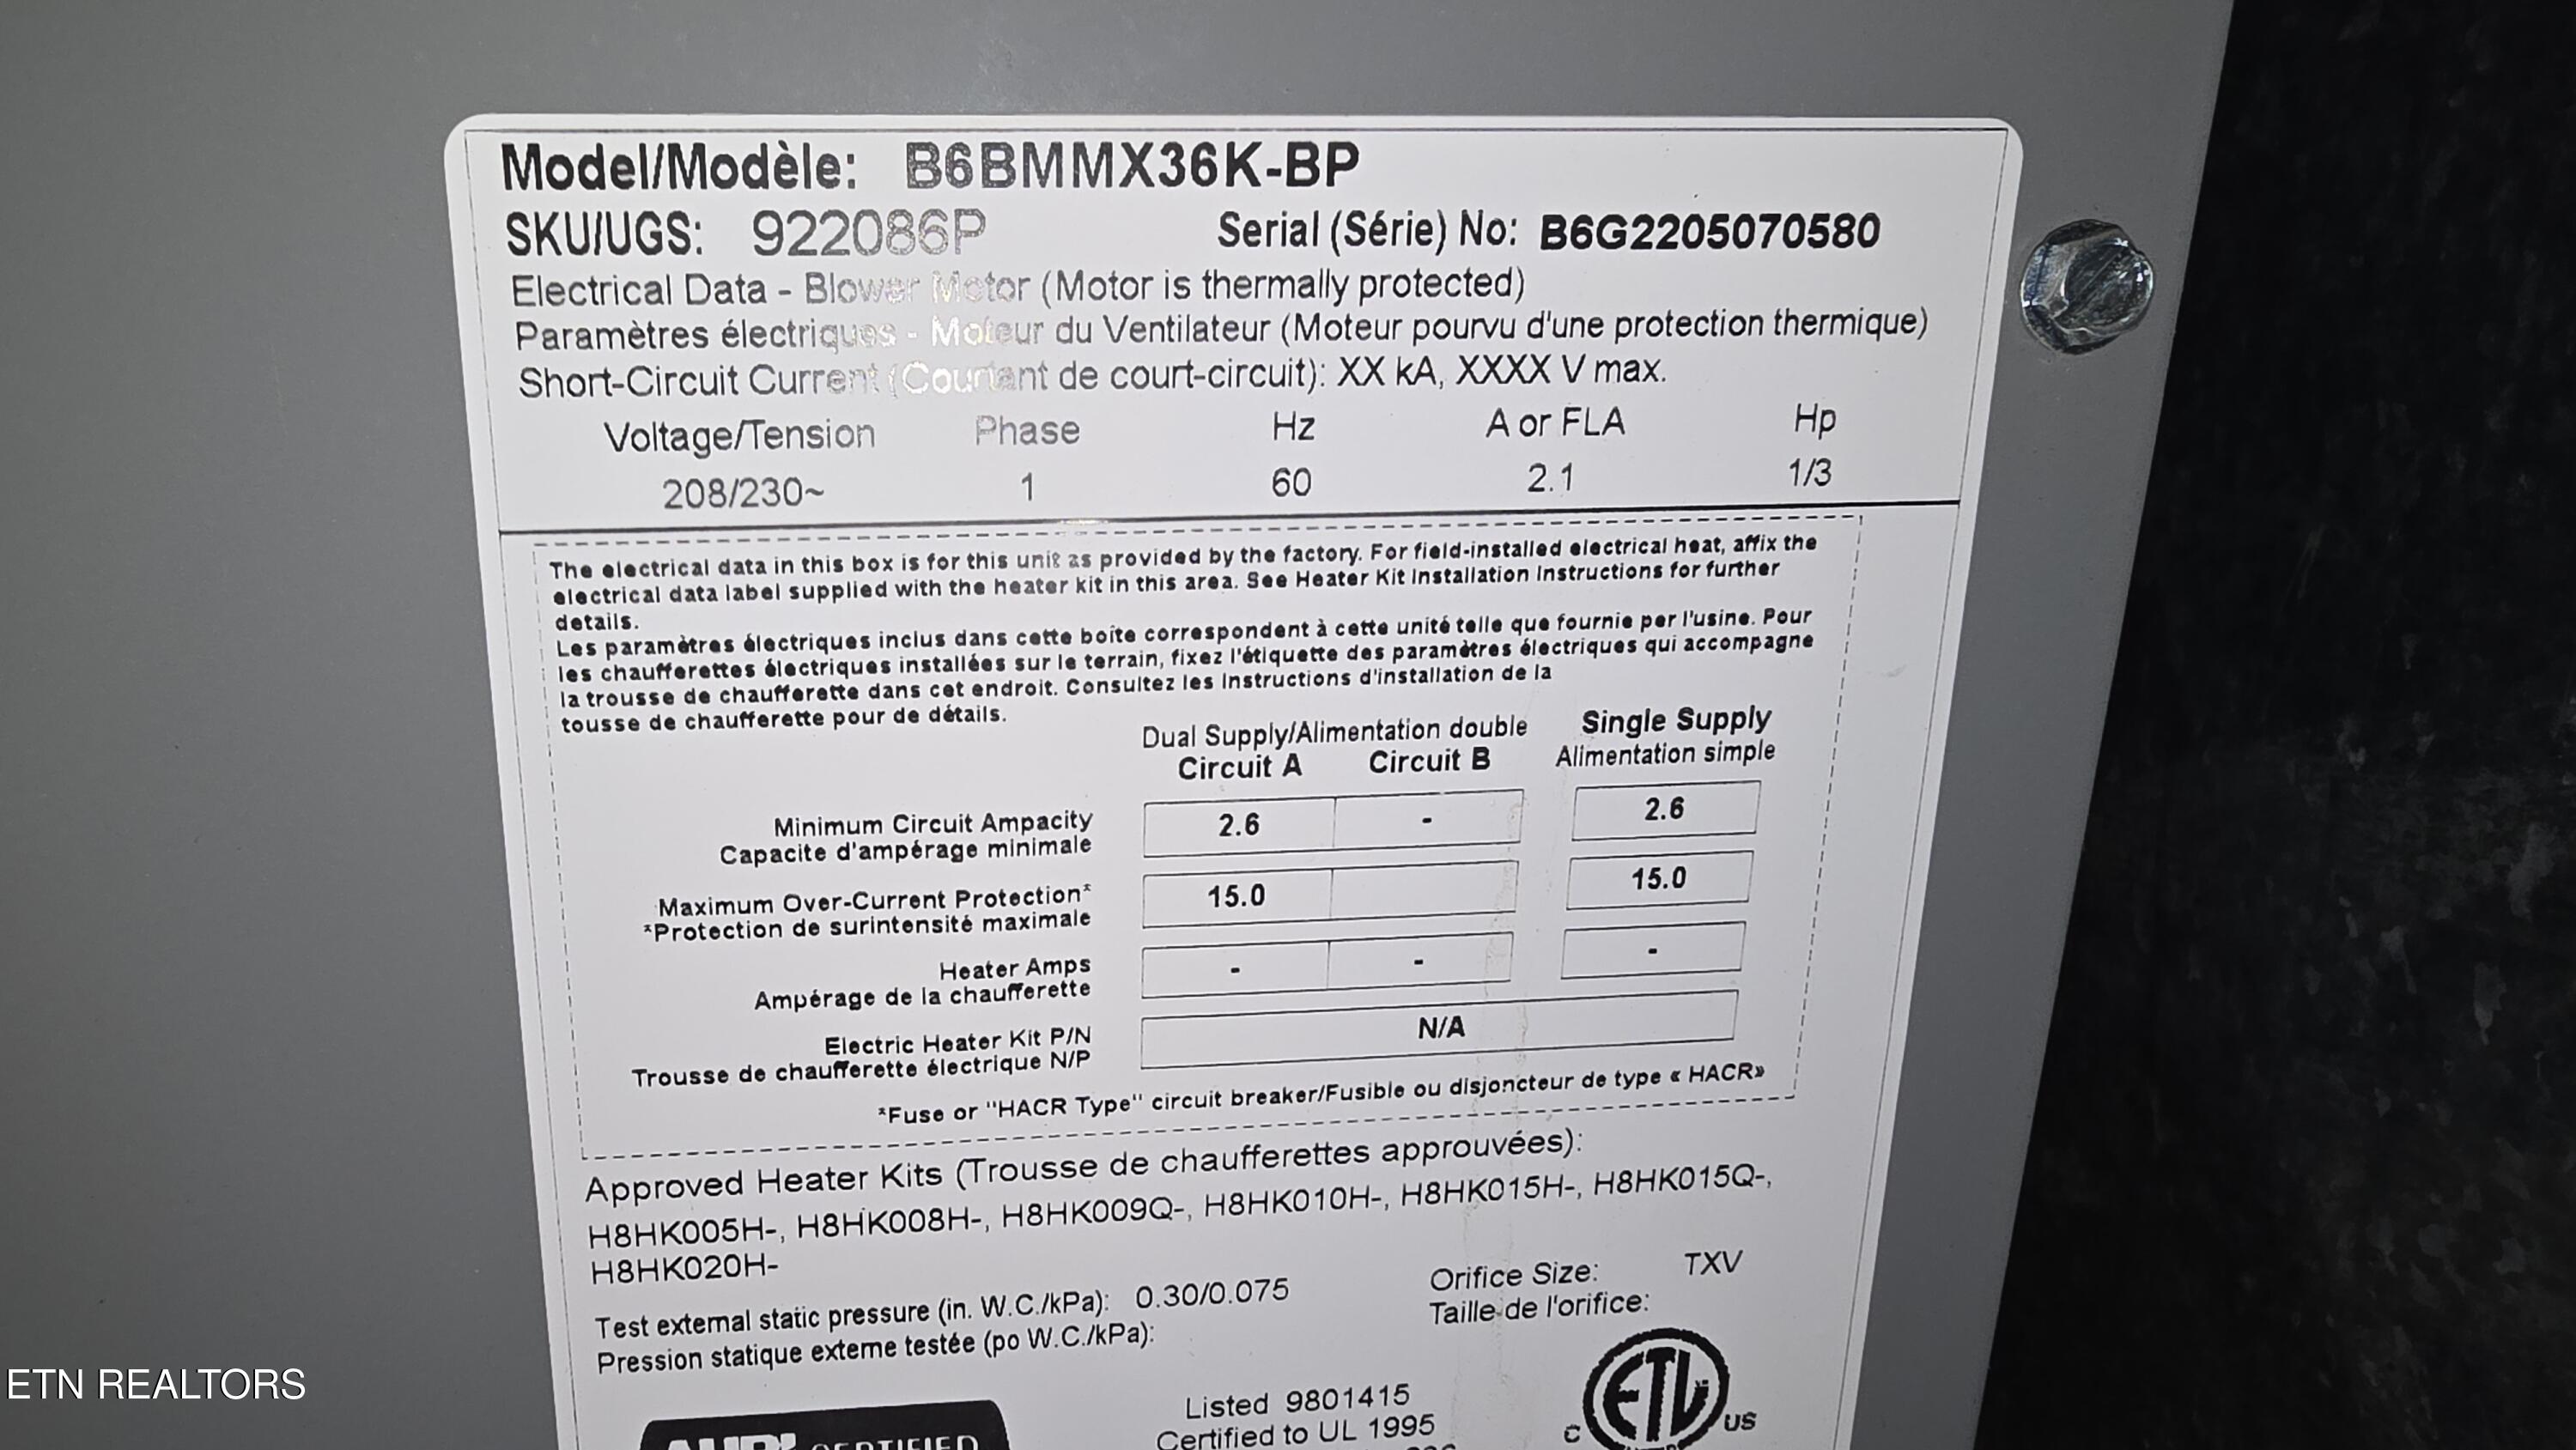 Model/Modèle: B6BMMX36K-BP
SKU/UGS: 922086P Serial (Série) No: B6G2205070580
Electrical Data - Blower Motor (Motor is thermally protected)
Paramètres électriques - Moteur du Ventilateur (Moteur pourvu d'une protection thermique)
Short-Circuit Current (Courtant de court-circuit): XX kA, XXXX V max.
Voltage/Tension Phase Hz A or FLA Hp
208/230~ 1 60 2.1 1/3
The electrical data in this box is for this unit as provided by the factory. For field-installed electrical heat, affix the
electrical data label supplied with the heater kit in this area. See Heater Kit Installation Instructions for further
details.
Les paramètres électriques inclus dans cette boîte correspondent à cette unité telle que fournie per l'usine. Pour
les chaufferettes électriques installées sur le terrain, fixez l'étiquette des paramètres électriques qui accompagne
la trousse de chaufferette dans cet endroit. Consultez les Instructions d'installation de la
tousse de chaufferette pour de détails.
Dual Supply/Alimentation double Single Supply
Circuit A Circuit B Alimentation simple
Minimum Circuit Ampacity 2.6 - 2.6
Capacite d'ampérage minimale
Maximum Over-Current Protection* 15.0 15.0
*Protection de surintensité maximale
Heater Amps - - -
Ampérage de la chaufferette
Electric Heater Kit P/N N/A
Trousse de chaufferette électrique N/P
*Fuse or "HACR Type" circuit breaker/Fusible ou disjoncteur de type « HACR»
Approved Heater Kits (Trousse de chaufferettes approuvées):
H8HK005H-, H8HK008H-, H8HK009Q-, H8HK010H-, H8HK015H-, H8HK015Q-,
H8HK020H-
Test external static pressure (in. W.C./kPa): 0.30/0.075 Orifice Size: TXV
Pression statique externe testée (po W.C./kPa): Taille de l'orifice:
Listed 9801415
Certified to UL 1995
C ETL US
CERTIFIED
ETN REALTORS